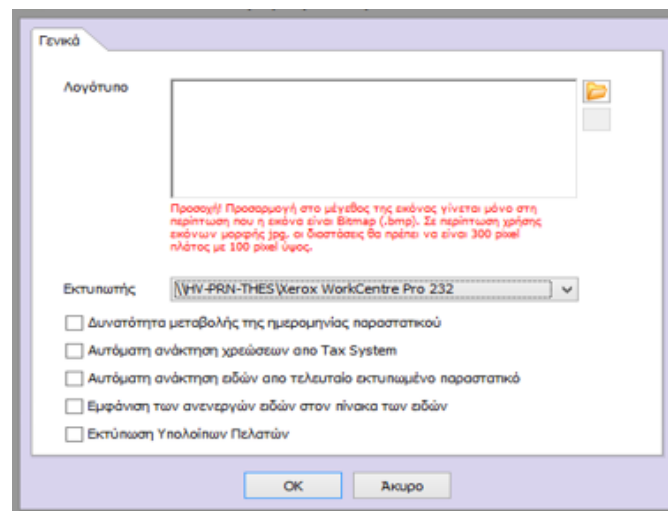 Γενικά
Λογότυπο
Προσοχή! Προσαρμογή στο μέγεθος της εικόνας γίνεται μόνο στη
περίπτωση που η εικόνα είναι Bitmap (.bmp). Σε περίπτωση χρήσης
εικόνων μορφής jpg. οι διαστάσεις θα πρέπει να είναι 300 pixel
πλάτος με 100 pixel ύψος.
Εκτυπωτής \\HV-PRN-THES\Xerox WorkCentre Pro 232
Δυνατότητα μεταβολής της ημερομηνίας παραστατικού
Αυτόματη ανάκτηση χρεώσεων απο Tax System
Αυτόματη ανάκτηση ειδών απο τελευταίο εκτυπωμένο παραστατικό
Εμφάνιση των ανενεργών ειδών στον πίνακα των ειδών
Εκτύπωση Υπολοίπων Πελατών
OK Άκυρο